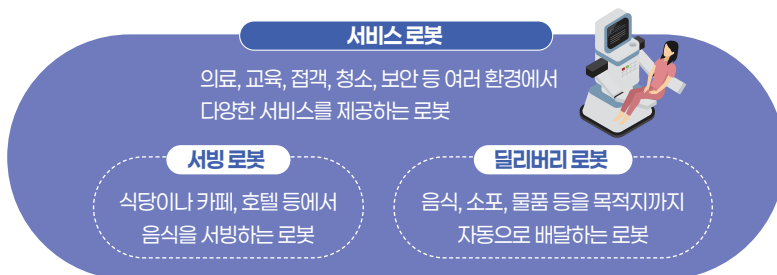 서비스 로봇
의료, 교육, 접객, 청소, 보안 등 여러 환경에서
다양한 서비스를 제공하는 로봇
서빙 로봇
식당이나 카페, 호텔 등에서
음식을 서빙하는 로봇
딜리버리 로봇
음식, 소포, 물품 등을 목적지까지
자동으로 배달하는 로봇